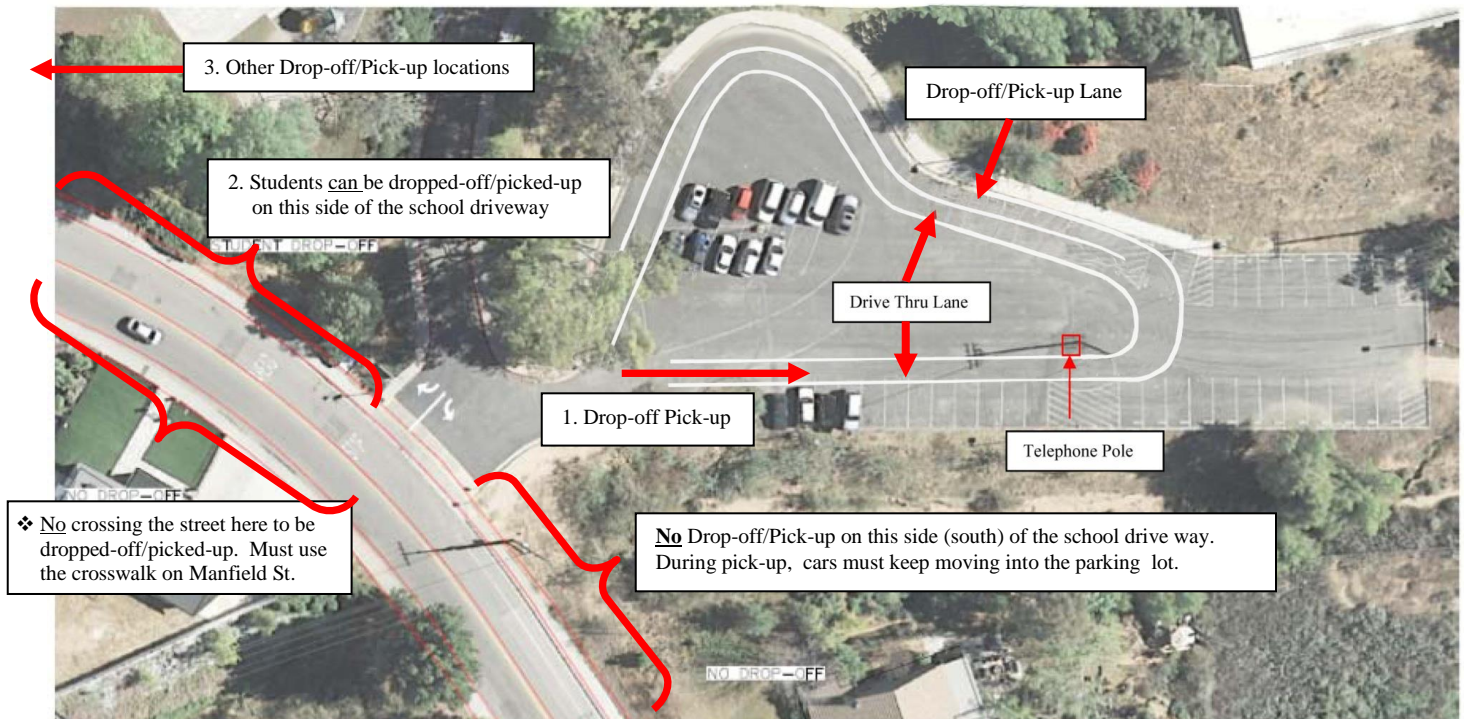 3. Other Drop-off/Pick-up locations
Drop-off/Pick-up Lane
2. Students can be dropped-off/picked-up
on this side of the school driveway
STUDENT DROP-OFF
Drive Thru Lane
1. Drop-off Pick-up
Telephone Pole
NO DROP-OFF
❖ No crossing the street here to be
dropped-off/picked-up. Must use
the crosswalk on Manfield St.
No Drop-off/Pick-up on this side (south) of the school drive way.
During pick-up, cars must keep moving into the parking lot.
NO DROP-OFF